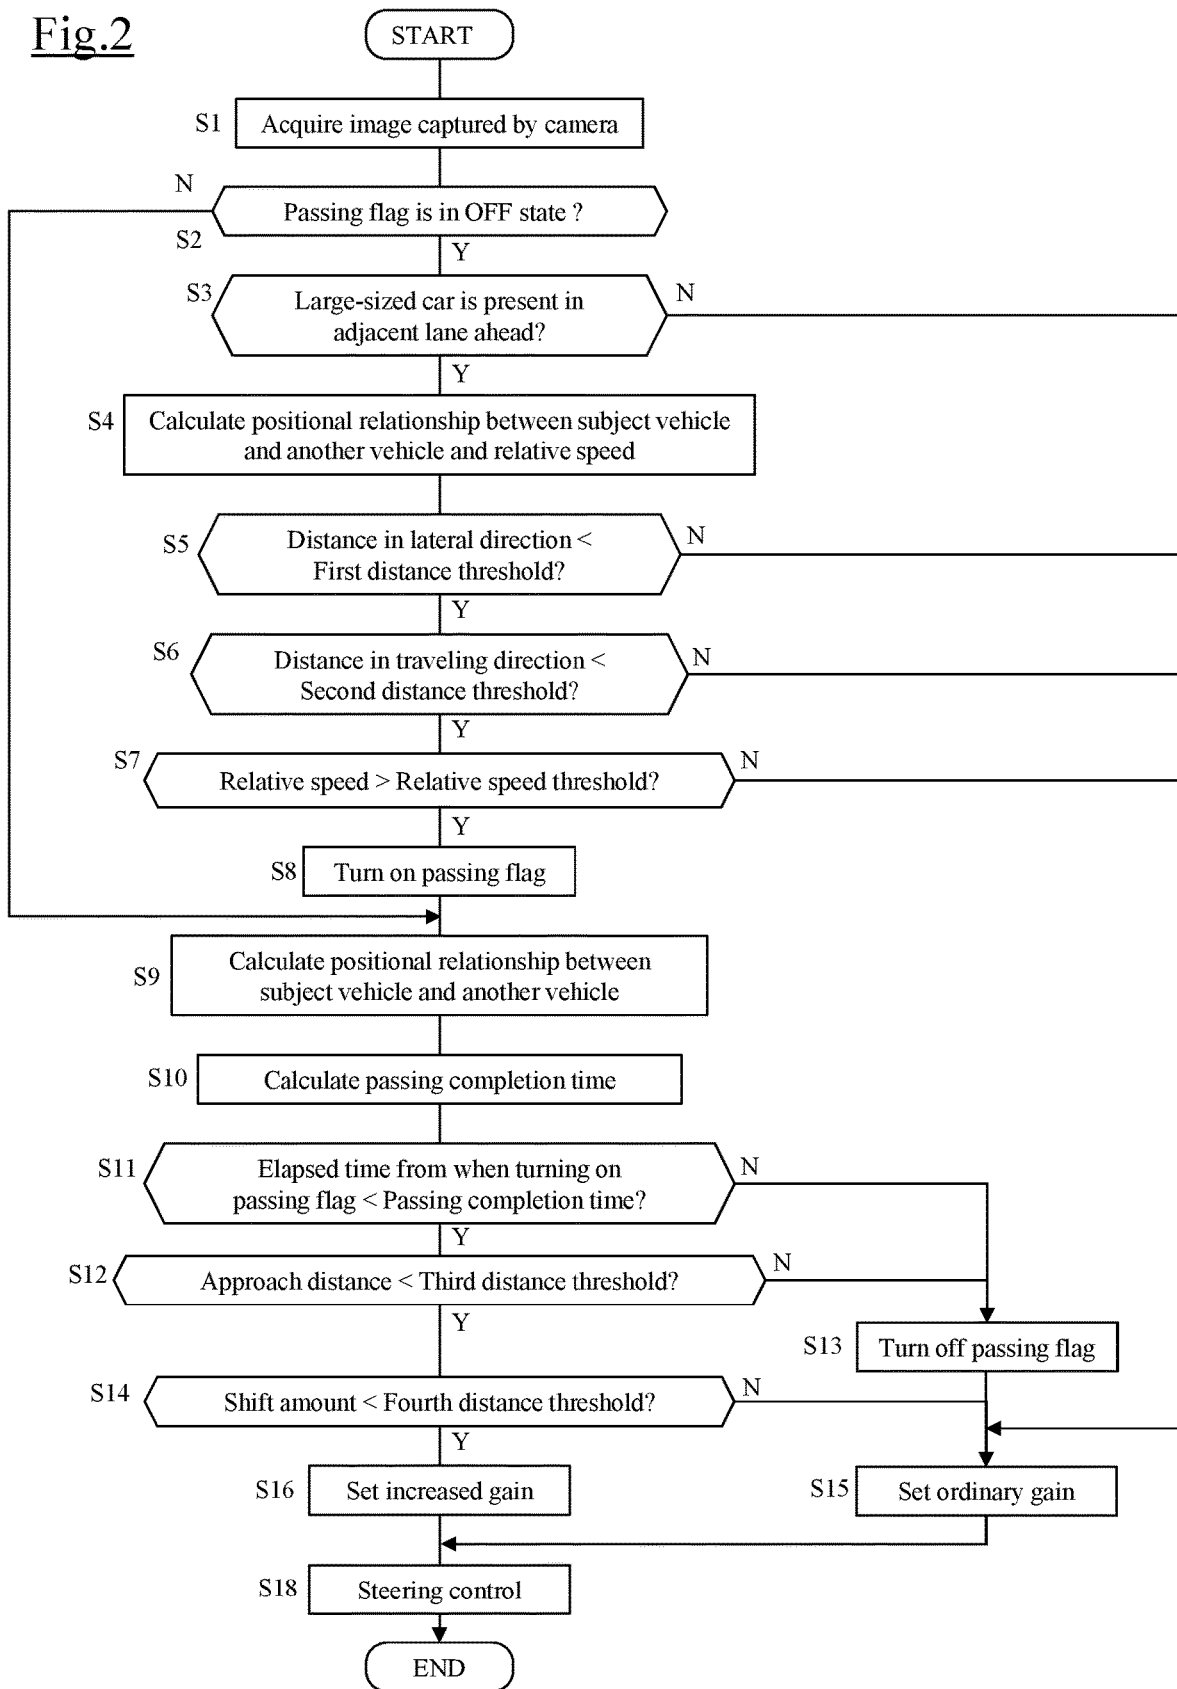 Fig.2
START
S1
Acquire image captured by camera
N
Passing flag is in OFF state ?
S2
Y
S3
Large-sized car is present in
adjacent lane ahead?
N
Y
S4
Calculate positional relationship between subject vehicle
and another vehicle and relative speed
S5
Distance in lateral direction <
First distance threshold?
N
Y
S6
Distance in traveling direction <
Second distance threshold?
N
Y
S7
Relative speed > Relative speed threshold?
N
Y
S8
Turn on passing flag
S9
Calculate positional relationship between
subject vehicle and another vehicle
S10
Calculate passing completion time
S11
Elapsed time from when turning on
passing flag < Passing completion time?
N
Y
S12
Approach distance < Third distance threshold?
N
Y
S13
Turn off passing flag
S14
Shift amount < Fourth distance threshold?
N
Y
S16
Set increased gain
S15
Set ordinary gain
S18
Steering control
END